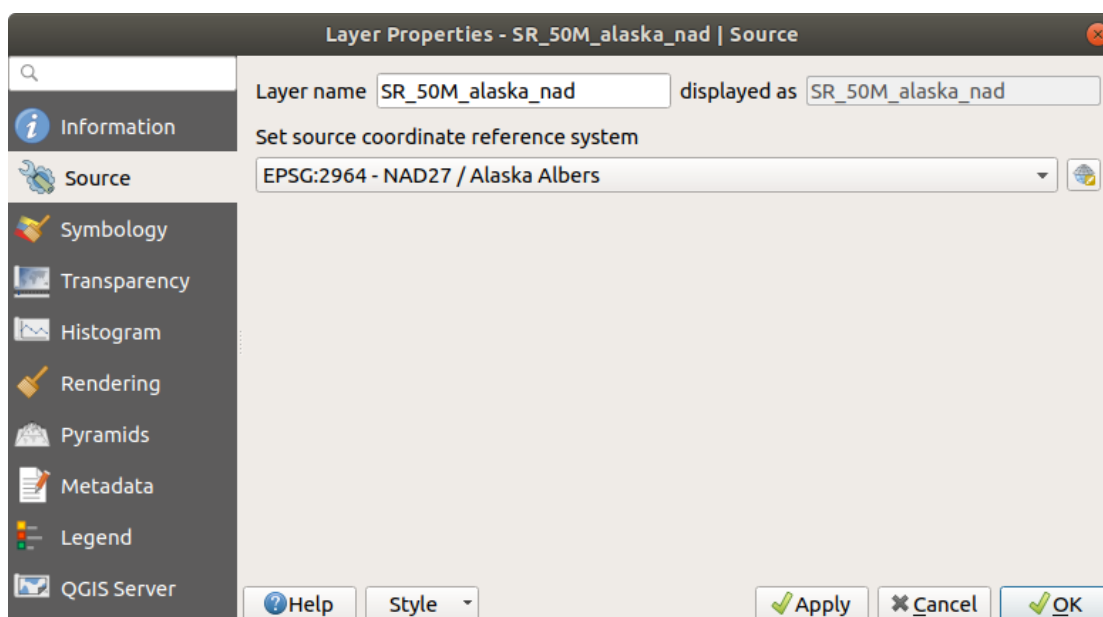 Layer Properties - SR_50M_alaska_nad | Source
Layer name SR_50M_alaska_nad displayed as SR_50M_alaska_nad
Information
Set source coordinate reference system
Source
EPSG:2964 - NAD27 / Alaska Albers
Symbology
Transparency
Histogram
Rendering
Pyramids
Metadata
Legend
QGIS Server
Help Style Apply Cancel OK